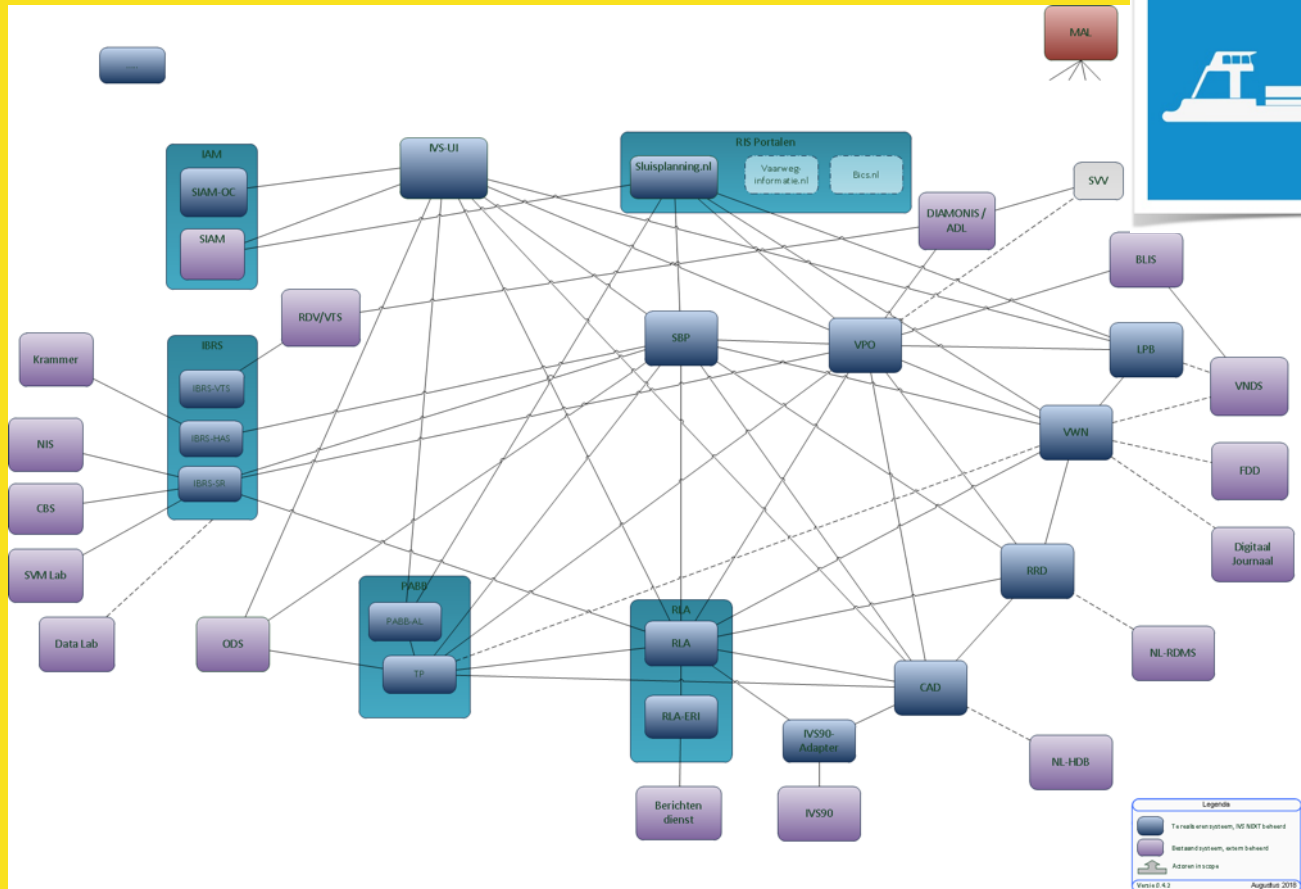 MAL
....
IAM
SIAM-OC
SIAM
IVS-UI
RIS Portalen
Sluisplanning.nl
Vaarweg-
informatie.nl
Bics.nl
SVV
DIAMONIS /
ADL
BLIS
RDV/VTS
SBP
VPO
LPB
VNDS
Krammer
IBRS
IBRS-VTS
IBRS-HAS
IBRS-SR
VWN
NIS
FDD
CBS
Digitaal
Journaal
SVM Lab
RRD
PABB
PABB-AL
TP
RLA
RLA
RLA-ERI
Data Lab
ODS
NL-RDMS
CAD
IVS90-
Adapter
NL-HDB
Berichten
dienst
IVS90
Legenda
Te realiseren systeem, IVS NEXT beheerd
Bestaand systeem, extern beheerd
Actoren in scope
Versie 0.4.2
Augustus 2018